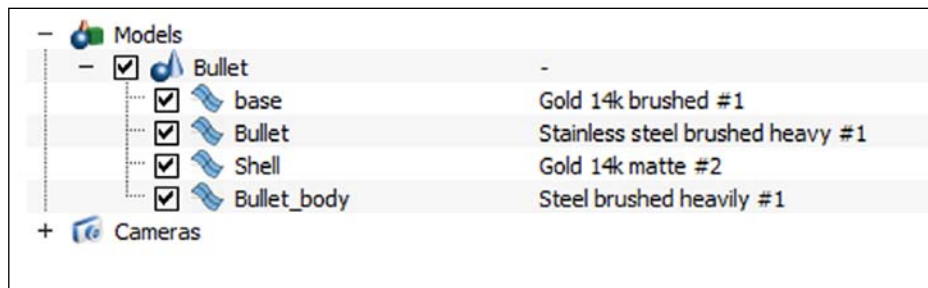 Models
Bullet -
base Gold 14k brushed #1
Bullet Stainless steel brushed heavy #1
Shell Gold 14k matte #2
Bullet_body Steel brushed heavily #1
Cameras